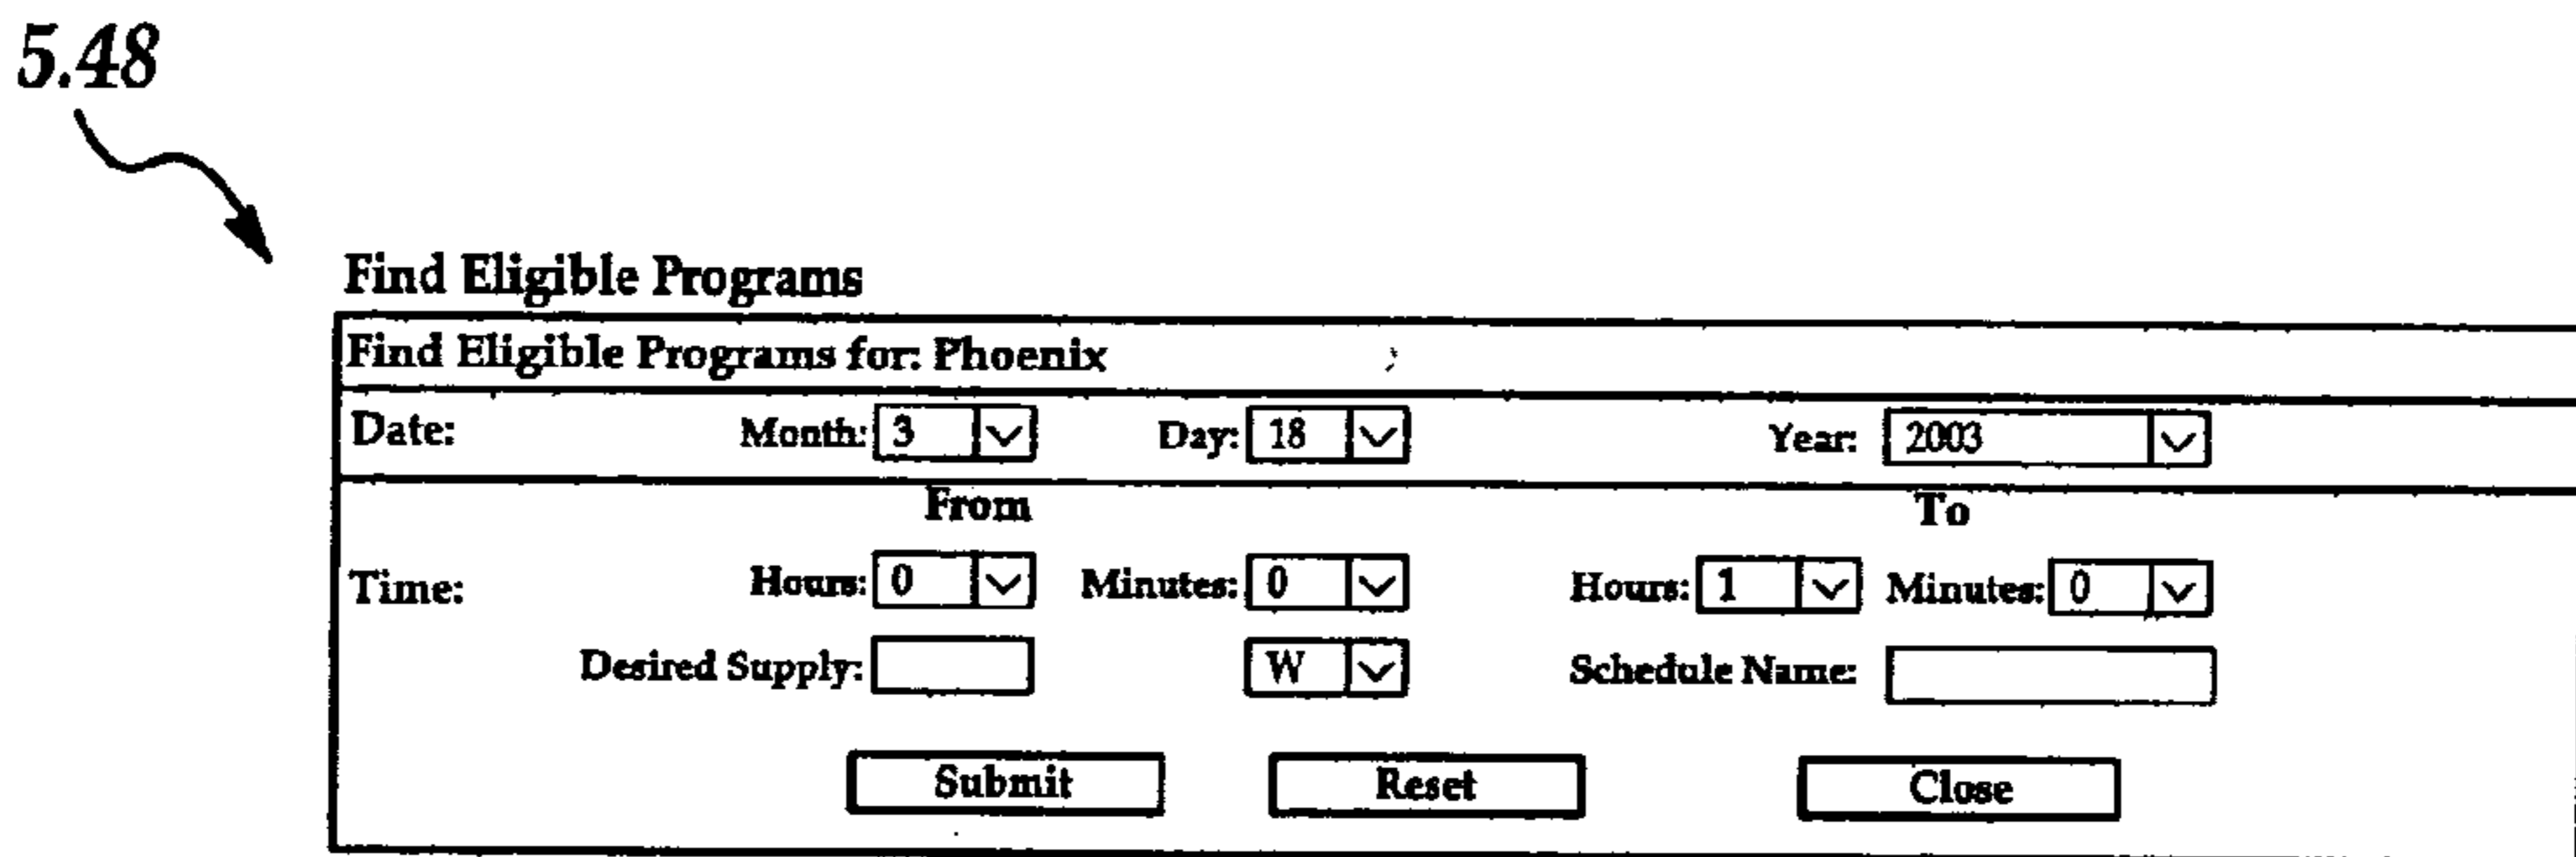 5.48
Find Eligible Programs
Find Eligible Programs for: Phoenix
Date: Month: 3 Day: 18 Year: 2003
From To
Time: Hours: 0 Minutes: 0 Hours: 1 Minutes: 0
Desired Supply: W Schedule Name:
Submit Reset Close